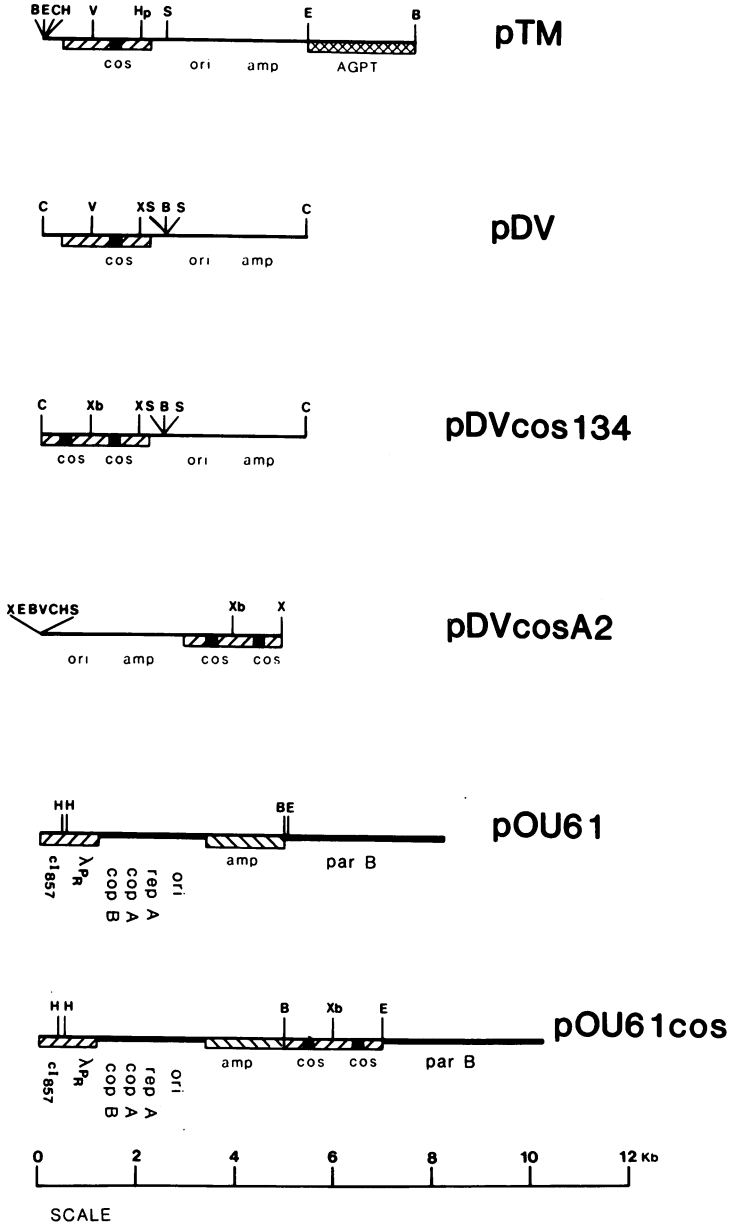 BECH V Hp S E B
pTM
cos ori amp AGPT
C V XS B S C
pDV
cos ori amp
C Xb XS B S C
pDVcos134
cos cos ori amp
XEBVCHS Xb X
pDVcosA2
ori amp cos cos
HH BE
pOU61
amp par B
cI857 λPR cop B cop A rep A ori
H H B Xb E
pOU61cos
amp cos cos par B
cI857 λPR cop B cop A rep A ori
0 2 4 6 8 10 12 Kb
SCALE